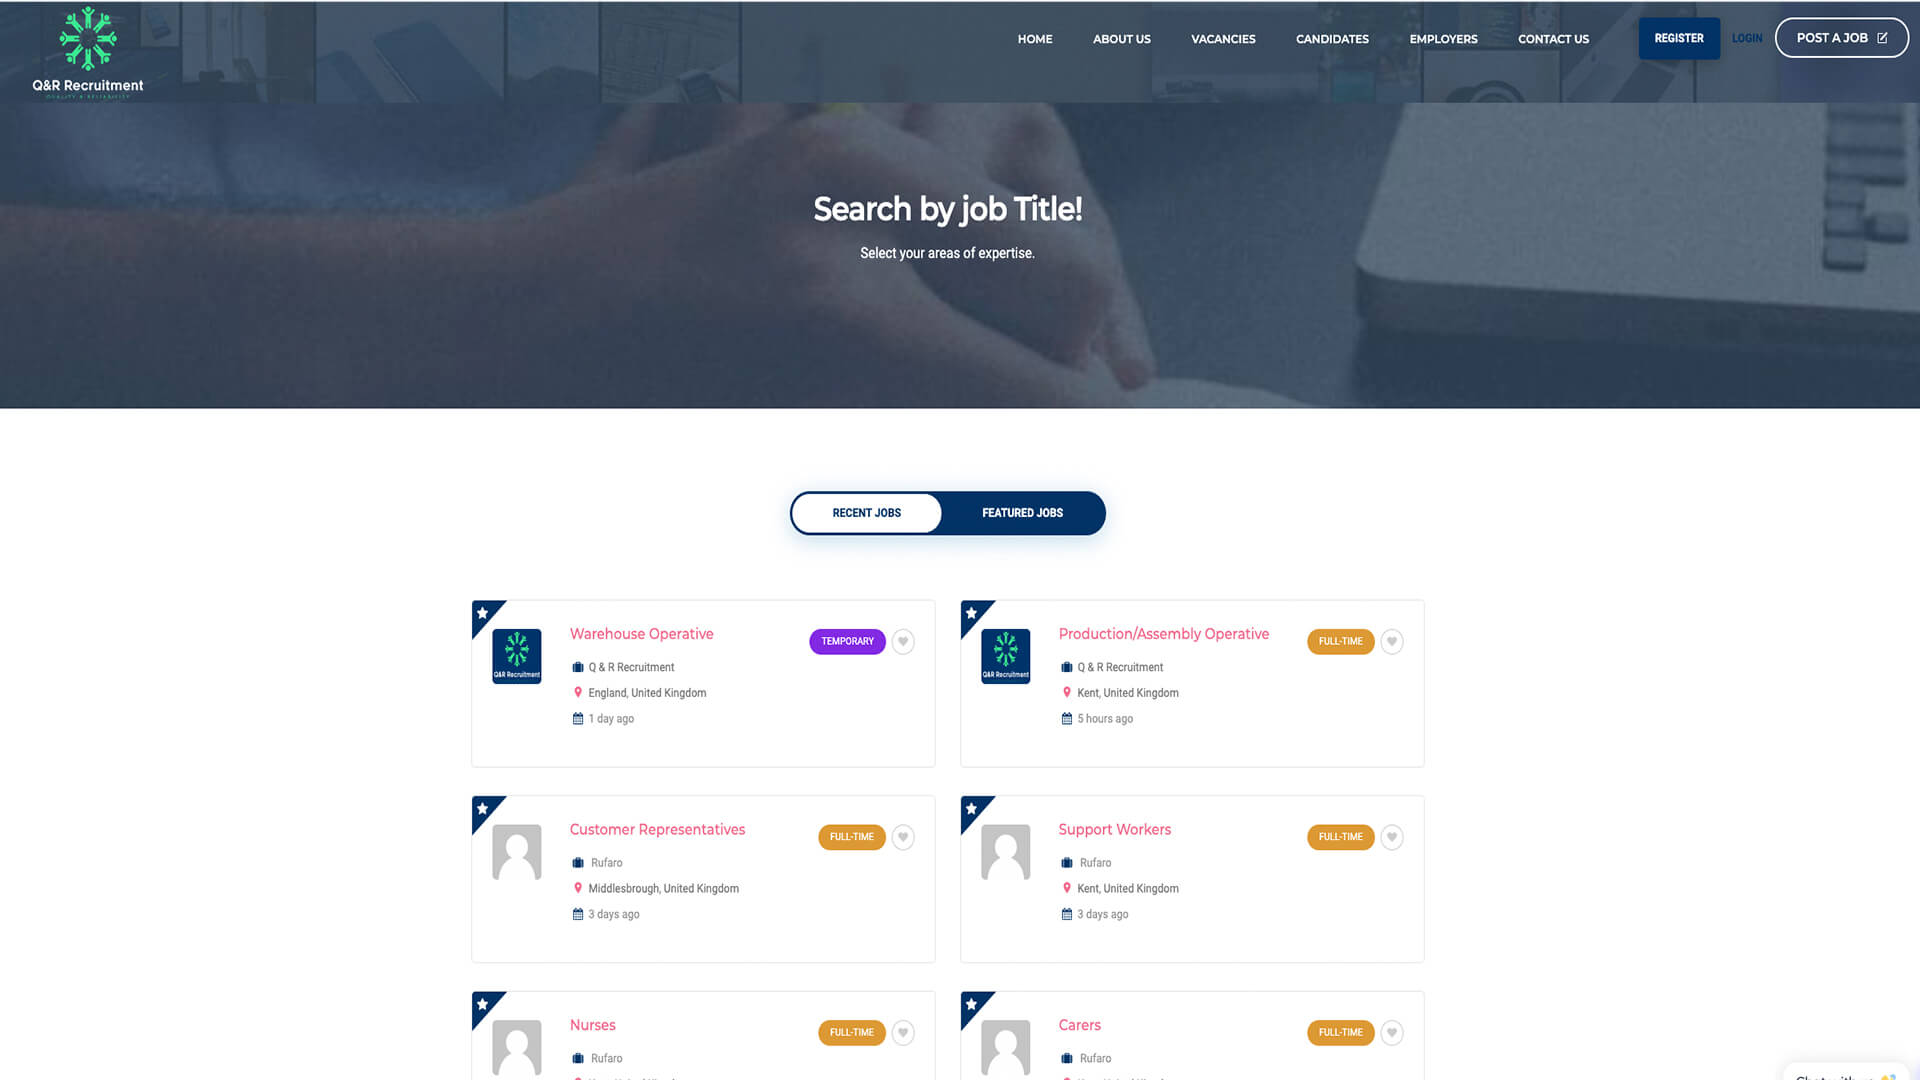 HOME ABOUT US VACANCIES CANDIDATES EMPLOYERS CONTACT US REGISTER LOGIN POST A JOB
Q&R Recruitment
QUALITY & RELIABILITY
Search by job Title!
Select your areas of expertise.
RECENT JOBS FEATURED JOBS
Warehouse Operative TEMPORARY
Q&R Recruitment
Q & R Recruitment
England, United Kingdom
1 day ago
Production/Assembly Operative FULL-TIME
Q&R Recruitment
Q & R Recruitment
Kent, United Kingdom
5 hours ago
Customer Representatives FULL-TIME
Rufaro
Middlesbrough, United Kingdom
3 days ago
Support Workers FULL-TIME
Rufaro
Kent, United Kingdom
3 days ago
Nurses FULL-TIME
Rufaro
Carers FULL-TIME
Rufaro